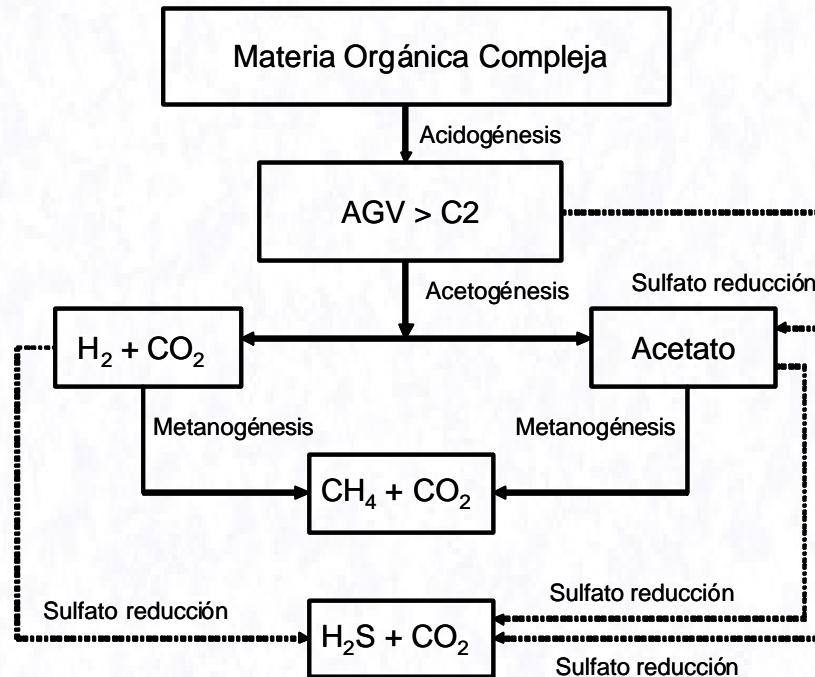 Materia Orgánica Compleja
Acidogénesis
AGV > C2
Acetogénesis
Sulfato reducción
H₂ + CO₂
Acetato
Metanogénesis
Metanogénesis
CH₄ + CO₂
Sulfato reducción
Sulfato reducción
H₂S + CO₂
Sulfato reducción